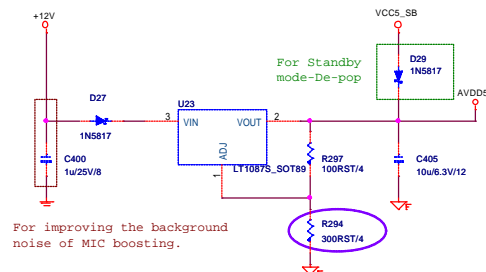 +12V
VCC5_SB
For Standby
mode-De-pop
D29
1N5817
AVDD5
D27
1N5817
U23
3
VIN
VOUT
2
ADJ
1
LT1087S_SOT89
C400
1u/25V/8
R297
100RST/4
C405
10u/6.3V/12
For improving the background
noise of MIC boosting.
R294
300RST/4